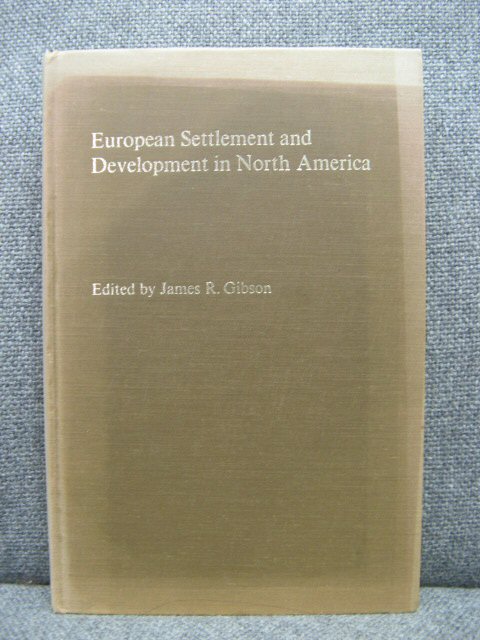 European Settlement and
Development in North America
Edited by James R. Gibson